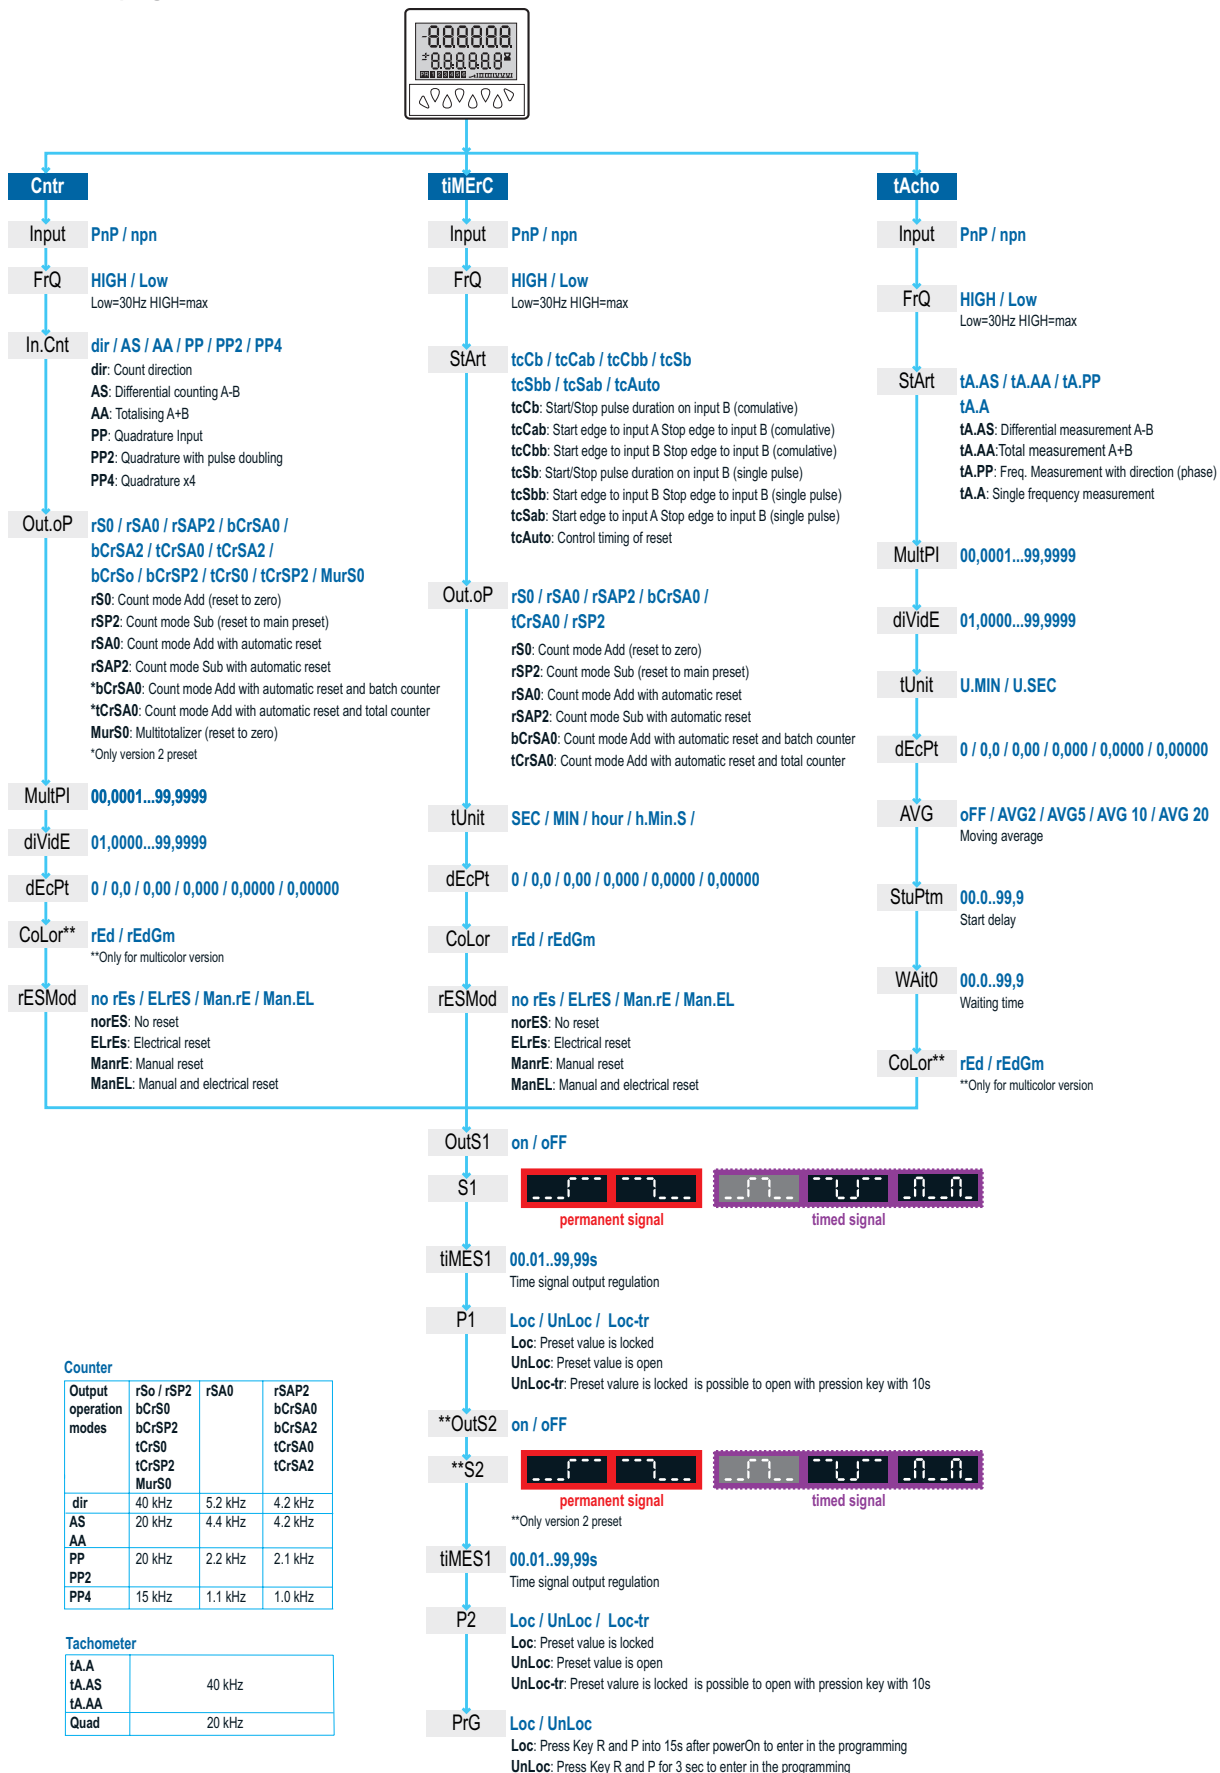 -8.8.8.8.8.8.
±8.8.8.8.8.8
Cntr
Input PnP / npn
FrQ HIGH / Low
Low=30Hz HIGH=max
In.Cnt dir / AS / AA / PP / PP2 / PP4
dir: Count direction
AS: Differential counting A-B
AA: Totalising A+B
PP: Quadrature Input
PP2: Quadrature with pulse doubling
PP4: Quadrature x4
Out.oP rS0 / rSA0 / rSAP2 / bCrSA0 /
bCrSA2 / tCrSA0 / tCrSA2 /
bCrSo / bCrSP2 / tCrS0 / tCrSP2 / MurS0
rS0: Count mode Add (reset to zero)
rSP2: Count mode Sub (reset to main preset)
rSA0: Count mode Add with automatic reset
rSAP2: Count mode Sub with automatic reset
*bCrSA0: Count mode Add with automatic reset and batch counter
*tCrSA0: Count mode Add with automatic reset and total counter
MurS0: Multitotalizer (reset to zero)
*Only version 2 preset
MultPl 00,0001...99,9999
diVidE 01,0000...99,9999
dEcPt 0 / 0,0 / 0,00 / 0,000 / 0,0000 / 0,00000
CoLor** rEd / rEdGm
**Only for multicolor version
rESMod no rEs / ELrES / Man.rE / Man.EL
norES: No reset
ELrEs: Electrical reset
ManrE: Manual reset
ManEL: Manual and electrical reset
tiMErC
Input PnP / npn
FrQ HIGH / Low
Low=30Hz HIGH=max
StArt tcCb / tcCab / tcCbb / tcSb
tcSbb / tcSab / tcAuto
tcCb: Start/Stop pulse duration on input B (comulative)
tcCab: Start edge to input A Stop edge to input B (comulative)
tcCbb: Start edge to input B Stop edge to input B (comulative)
tcSb: Start/Stop pulse duration on input B (single pulse)
tcSbb: Start edge to input B Stop edge to input B (single pulse)
tcSab: Start edge to input A Stop edge to input B (single pulse)
tcAuto: Control timing of reset
Out.oP rS0 / rSA0 / rSAP2 / bCrSA0 /
tCrSA0 / rSP2
rS0: Count mode Add (reset to zero)
rSP2: Count mode Sub (reset to main preset)
rSA0: Count mode Add with automatic reset
rSAP2: Count mode Sub with automatic reset
bCrSA0: Count mode Add with automatic reset and batch counter
tCrSA0: Count mode Add with automatic reset and total counter
tUnit SEC / MIN / hour / h.Min.S /
dEcPt 0 / 0,0 / 0,00 / 0,000 / 0,0000 / 0,00000
CoLor rEd / rEdGm
rESMod no rEs / ELrES / Man.rE / Man.EL
norES: No reset
ELrEs: Electrical reset
ManrE: Manual reset
ManEL: Manual and electrical reset
tAcho
Input PnP / npn
FrQ HIGH / Low
Low=30Hz HIGH=max
StArt tA.AS / tA.AA / tA.PP
tA.A
tA.AS: Differential measurement A-B
tA.AA:Total measurement A+B
tA.PP: Freq. Measurement with direction (phase)
tA.A: Single frequency measurement
MultPl 00,0001...99,9999
diVidE 01,0000...99,9999
tUnit U.MIN / U.SEC
dEcPt 0 / 0,0 / 0,00 / 0,000 / 0,0000 / 0,00000
AVG oFF / AVG2 / AVG5 / AVG 10 / AVG 20
Moving average
StuPtm 00.0..99,9
Start delay
WAit0 00.0..99,9
Waiting time
CoLor** rEd / rEdGm
**Only for multicolor version
OutS1 on / oFF
S1
permanent signal timed signal
tiMES1 00.01..99,99s
Time signal output regulation
P1 Loc / UnLoc / Loc-tr
Loc: Preset value is locked
UnLoc: Preset value is open
UnLoc-tr: Preset valure is locked is possible to open with pression key with 10s
**OutS2 on / oFF
**S2
permanent signal timed signal
**Only version 2 preset
tiMES1 00.01..99,99s
Time signal output regulation
P2 Loc / UnLoc / Loc-tr
Loc: Preset value is locked
UnLoc: Preset value is open
UnLoc-tr: Preset valure is locked is possible to open with pression key with 10s
PrG Loc / UnLoc
Loc: Press Key R and P into 15s after powerOn to enter in the programming
UnLoc: Press Key R and P for 3 sec to enter in the programming
Counter
Output rSo / rSP2 rSA0 rSAP2
operation bCrS0 bCrSA0
modes bCrSP2 bCrSA2
tCrS0 tCrSA0
tCrSP2 tCrSA2
MurS0
dir 40 kHz 5.2 kHz 4.2 kHz
AS 20 kHz 4.4 kHz 4.2 kHz
AA
PP 20 kHz 2.2 kHz 2.1 kHz
PP2
PP4 15 kHz 1.1 kHz 1.0 kHz
Tachometer
tA.A
tA.AS 40 kHz
tA.AA
Quad 20 kHz